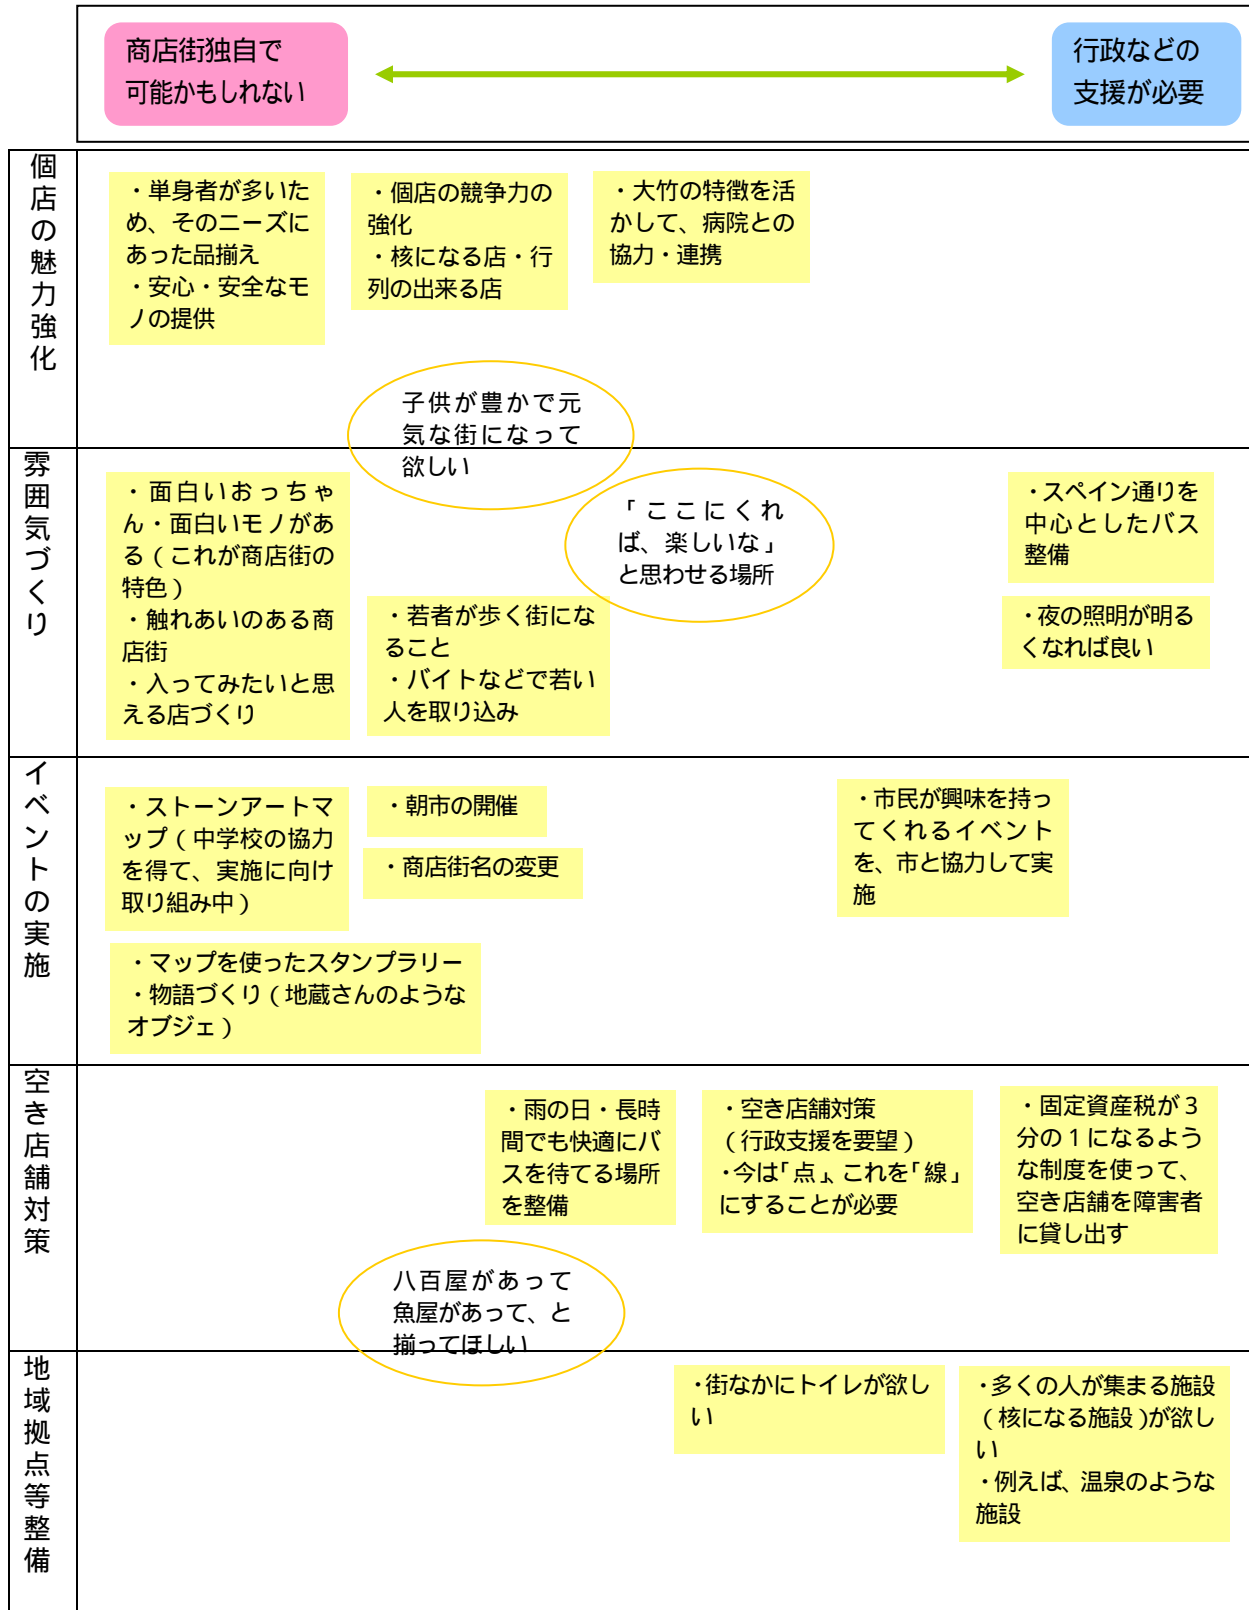 商店街独自で
可能かもしれない
行政などの
支援が必要
個店の魅力強化
・単身者が多いた
め、そのニーズに
あった品揃え
・安心・安全なモ
ノの提供
・個店の競争力の
強化
・核になる店・行
列の出来る店
・大竹の特徴を活
かして、病院との
協力・連携
子供が豊かで元
気な街になって
欲しい
雰囲気づくり
・面白いおっちゃ
ん・面白いモノがあ
る（これが商店街の
特色）
・触れあいのある商
店街
・入ってみたいと思
える店づくり
・若者が歩く街にな
ること
・バイトなどで若い
人を取り込み
「ここにくれ
ば、楽しいな」
と思わせる場所
・スペイン通りを
中心としたバス
整備
・夜の照明が明る
くなれば良い
イベントの実施
・ストーンアートマ
ップ（中学校の協力
を得て、実施に向け
取り組み中）
・朝市の開催
・商店街名の変更
・市民が興味を持っ
てくれるイベント
を、市と協力して実
施
・マップを使ったスタンプラリー
・物語づくり（地蔵さんのような
オブジェ）
空き店舗対策
・雨の日・長時
間でも快適にバ
スを待てる場所
を整備
・空き店舗対策
（行政支援を要望）
・今は「点」、これを「線」
にすることが必要
・固定資産税が３
分の１になるよう
な制度を使って、
空き店舗を障害者
に貸し出す
八百屋があって
魚屋があって、と
揃ってほしい
地域拠点等整備
・街なかにトイレが欲し
い
・多くの人が集まる施設
（核になる施設）が欲し
い
・例えば、温泉のような
施設